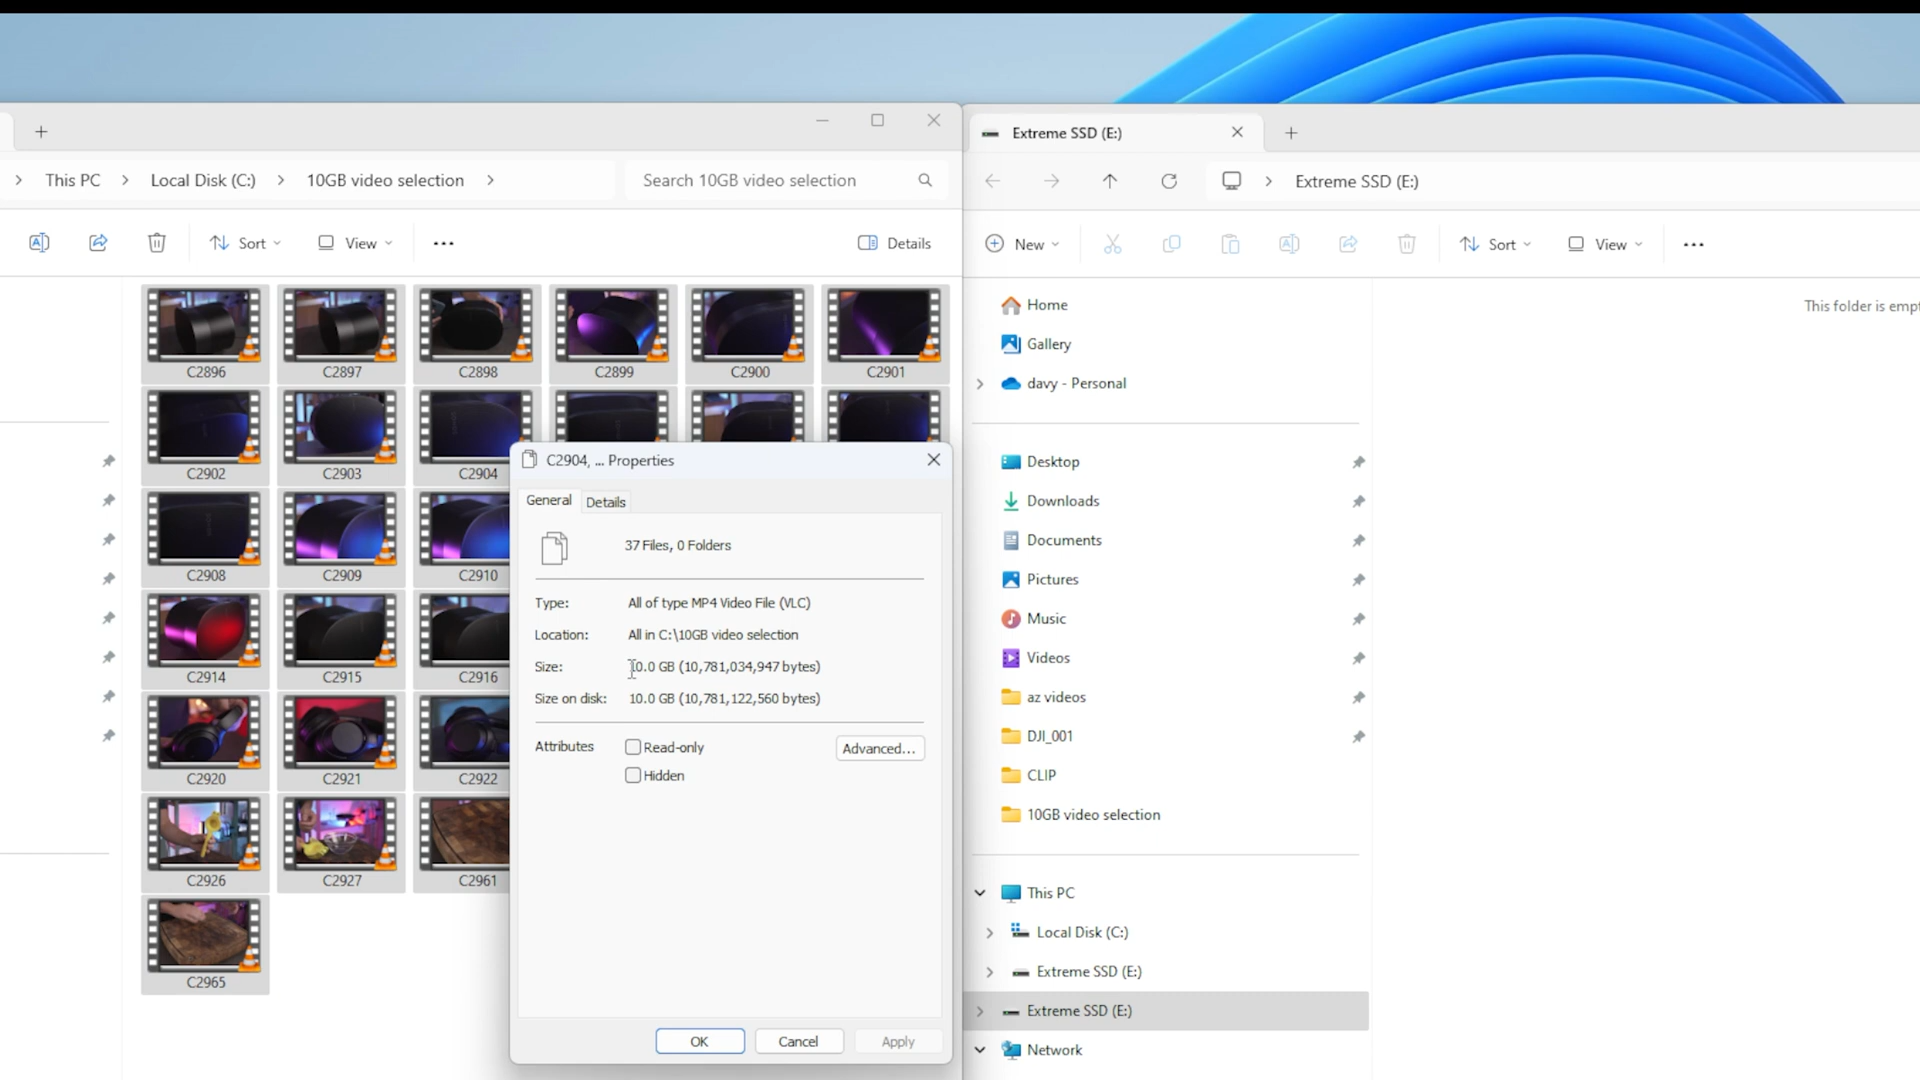 This PC
Local Disk (C:)
10GB video selection
Search 10GB video selection
Sort
View
Details
C2896
C2897
C2898
C2899
C2900
C2901
C2902
C2903
C2904
C2908
C2909
C2910
C2914
C2915
C2916
C2920
C2921
C2922
C2926
C2927
C2961
C2965
C2904, ... Properties
General
Details
37 Files, 0 Folders
Type: All of type MP4 Video File (VLC)
Location: All in C:\10GB video selection
Size: 10.0 GB (10,781,034,947 bytes)
Size on disk: 10.0 GB (10,781,122,560 bytes)
Attributes
Read-only
Advanced...
Hidden
OK
Cancel
Apply
Extreme SSD (E:)
Extreme SSD (E:)
New
Sort
View
This folder is empt
Home
Gallery
davy - Personal
Desktop
Downloads
Documents
Pictures
Music
Videos
az videos
DJI_001
CLIP
10GB video selection
This PC
Local Disk (C:)
Extreme SSD (E:)
Extreme SSD (E:)
Network